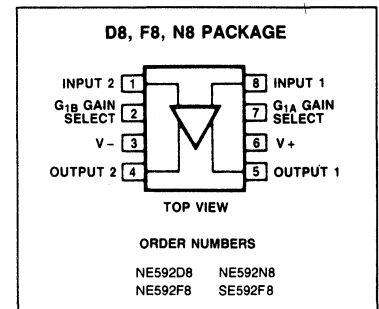 D8, F8, N8 PACKAGE
INPUT 2 1 8 INPUT 1
G1B GAIN SELECT 2 7 G1A GAIN SELECT
V- 3 6 V+
OUTPUT 2 4 5 OUTPUT 1
TOP VIEW
ORDER NUMBERS
NE592D8 NE592N8
NE592F8 SE592F8